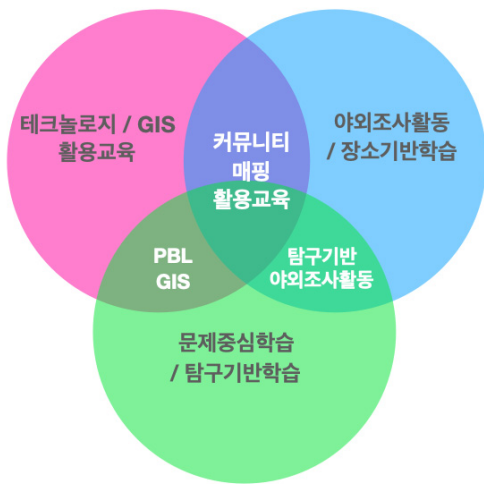 테크놀로지 / GIS
활용교육
커뮤니티
매핑
활용교육
야외조사활동
/ 장소기반학습
PBL
GIS
탐구기반
야외조사활동
문제중심학습
/ 탐구기반학습